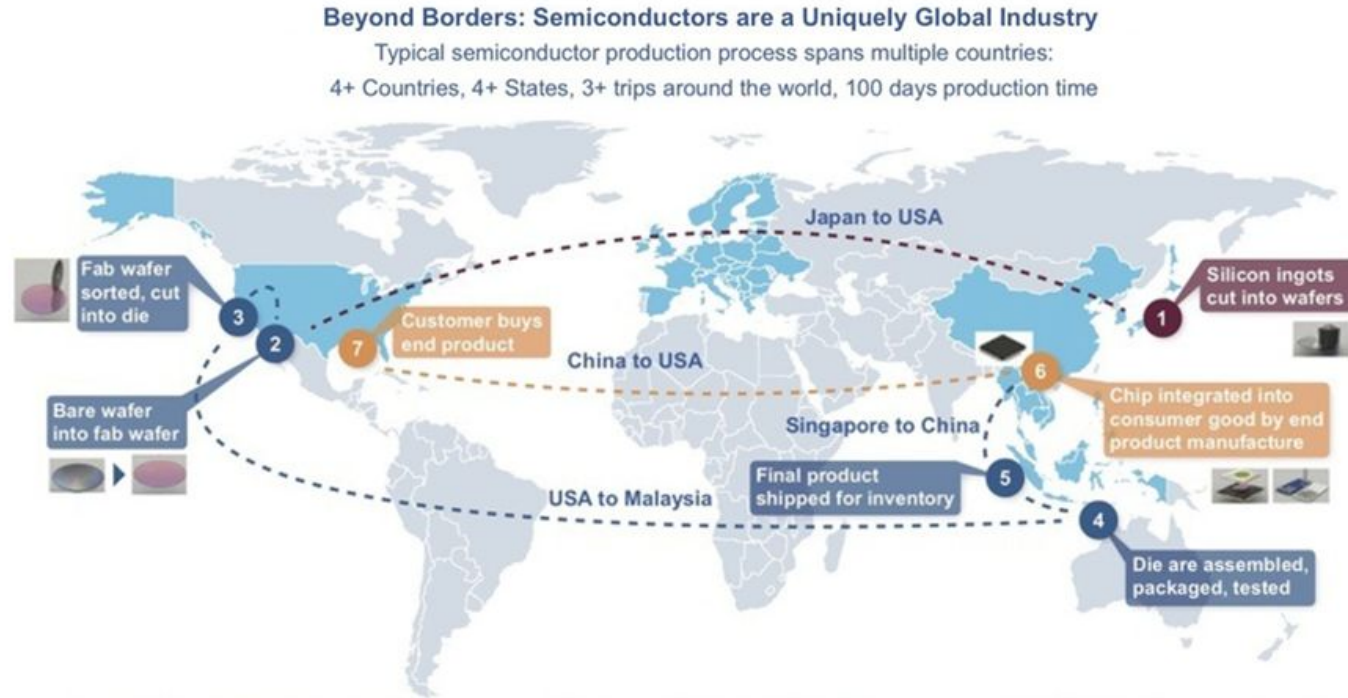 Beyond Borders: Semiconductors are a Uniquely Global Industry
Typical semiconductor production process spans multiple countries:
4+ Countries, 4+ States, 3+ trips around the world, 100 days production time
Japan to USA
Fab wafer
sorted, cut
into die
3
2
7
Customer buys
end product
Silicon ingots
cut into wafers
1
China to USA
6
Bare wafer
into fab wafer
Chip integrated into
consumer good by end
product manufacture
Singapore to China
Final product
shipped for inventory
5
USA to Malaysia
4
Die are assembled,
packaged, tested